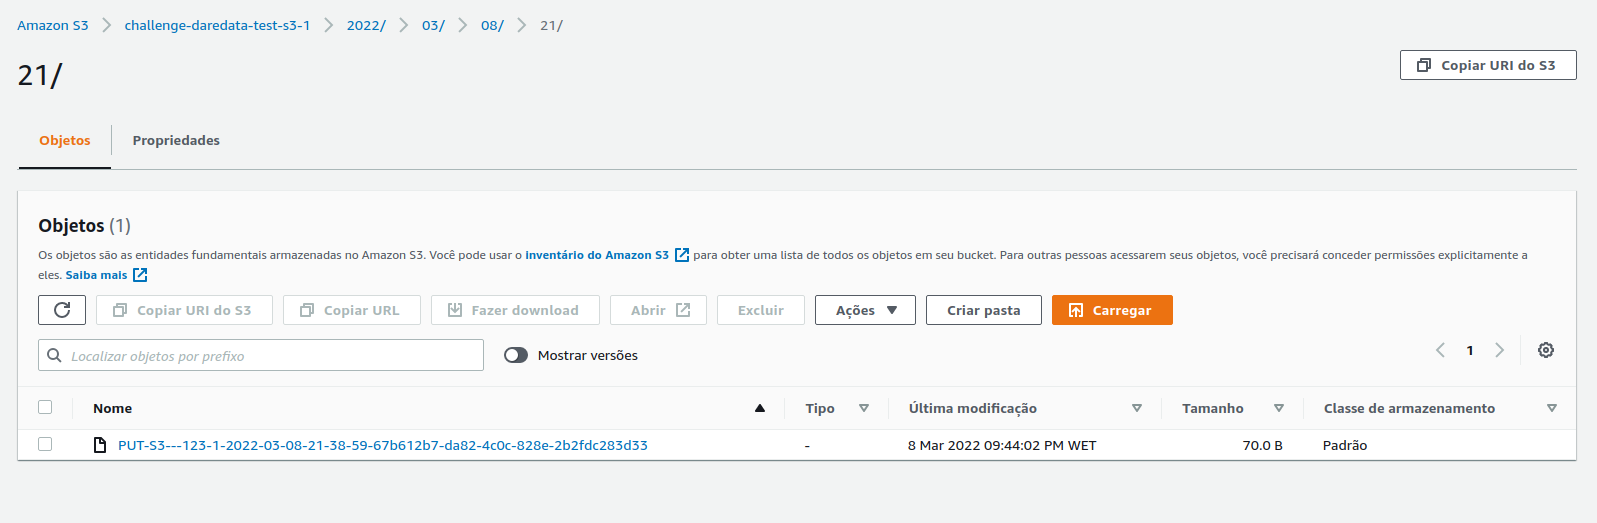 Amazon S3 > challenge-daredata-test-s3-1 > 2022/ > 03/ > 08/ > 21/
21/
Copiar URI do S3
Objetos Propriedades
Objetos (1)
Os objetos são as entidades fundamentais armazenadas no Amazon S3. Você pode usar o inventário do Amazon S3 para obter uma lista de todos os objetos em seu bucket. Para outras pessoas acessarem seus objetos, você precisará conceder permissões explicitamente a
eles. Saiba mais
Copiar URI do S3 Copiar URL Fazer download Abrir Excluir Ações Criar pasta Carregar
Localizar objetos por prefixo Mostrar versões 1
Nome Tipo Última modificação Tamanho Classe de armazenamento
PUT-S3---123-1-2022-03-08-21-38-59-67b612b7-da82-4c0c-828e-2b2fdc283d33 - 8 Mar 2022 09:44:02 PM WET 70.0 B Padrão